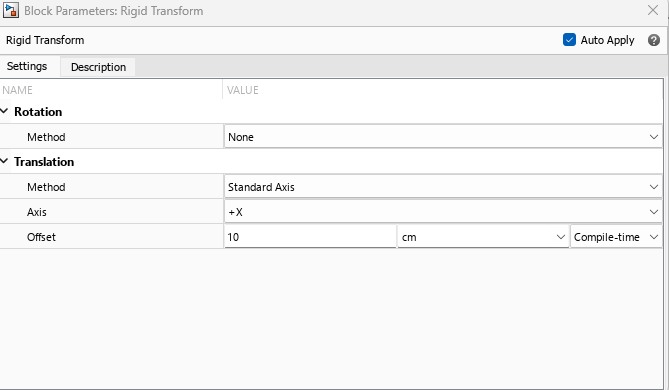 Block Parameters: Rigid Transform
Rigid Transform
Auto Apply
Settings Description
NAME VALUE
Rotation
Method None
Translation
Method Standard Axis
Axis +X
Offset 10 cm Compile-time